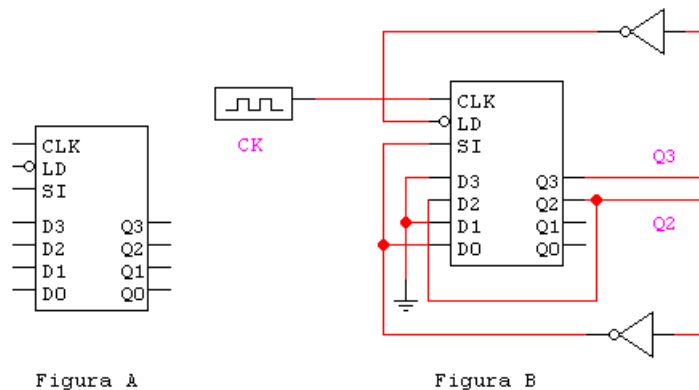 CLK
LD
SI
D3 Q3
D2 Q2
D1 Q1
D0 Q0
Figura A
CK
CLK
LD
SI
D3 Q3
D2 Q2
D1 Q1
D0 Q0
Q3
Q2
Figura B